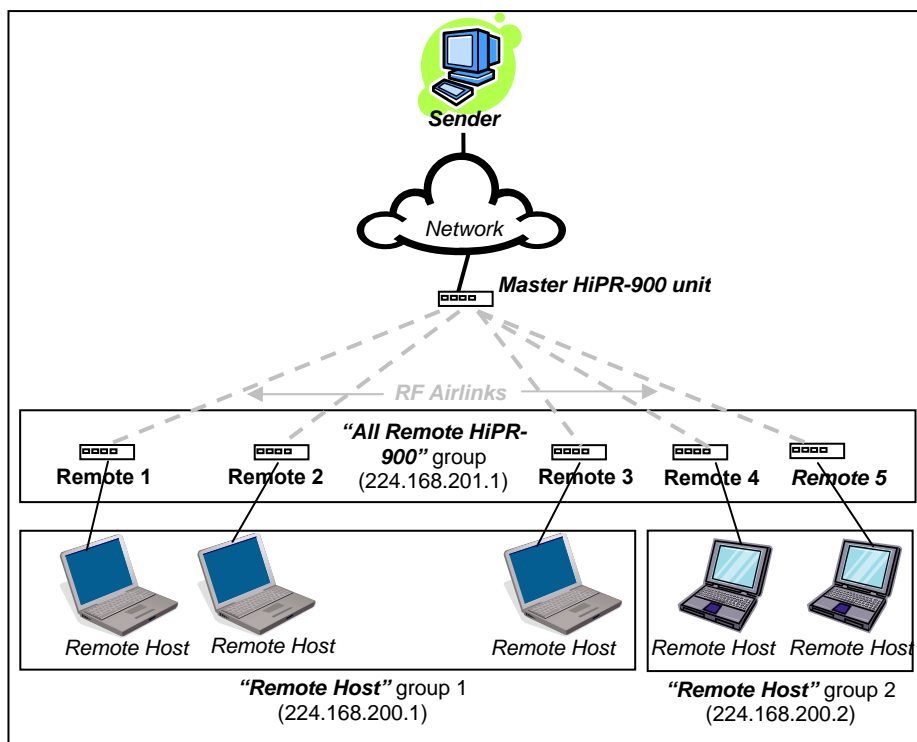 Sender
Network
Master HiPR-900 unit
RF Airlinks
“All Remote HiPR-
900” group
(224.168.201.1)
Remote 1
Remote 2
Remote 3
Remote 4
Remote 5
Remote Host
Remote Host
Remote Host
Remote Host
Remote Host
“Remote Host” group 1
(224.168.200.1)
“Remote Host” group 2
(224.168.200.2)